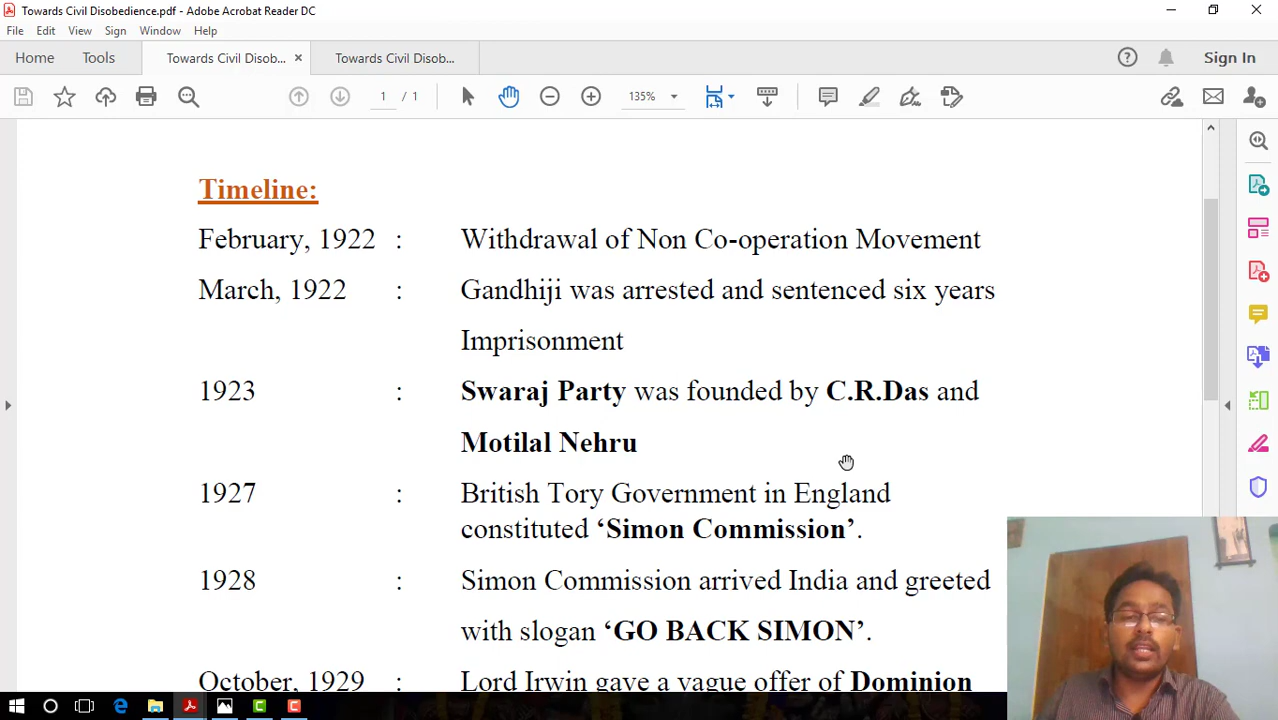 Towards Civil Disobedience.pdf - Adobe Acrobat Reader DC
File Edit View Sign Window Help
Home Tools Towards Civil Disob... × Towards Civil Disob... Sign In
1 / 1 135%
Timeline:
February, 1922 : Withdrawal of Non Co-operation Movement
March, 1922 : Gandhiji was arrested and sentenced six years
Imprisonment
1923 : Swaraj Party was founded by C.R.Das and
Motilal Nehru
1927 : British Tory Government in England
constituted ‘Simon Commission’.
1928 : Simon Commission arrived India and greeted
with slogan ‘GO BACK SIMON’.
October, 1929 : Lord Irwin gave a vague offer of Dominion